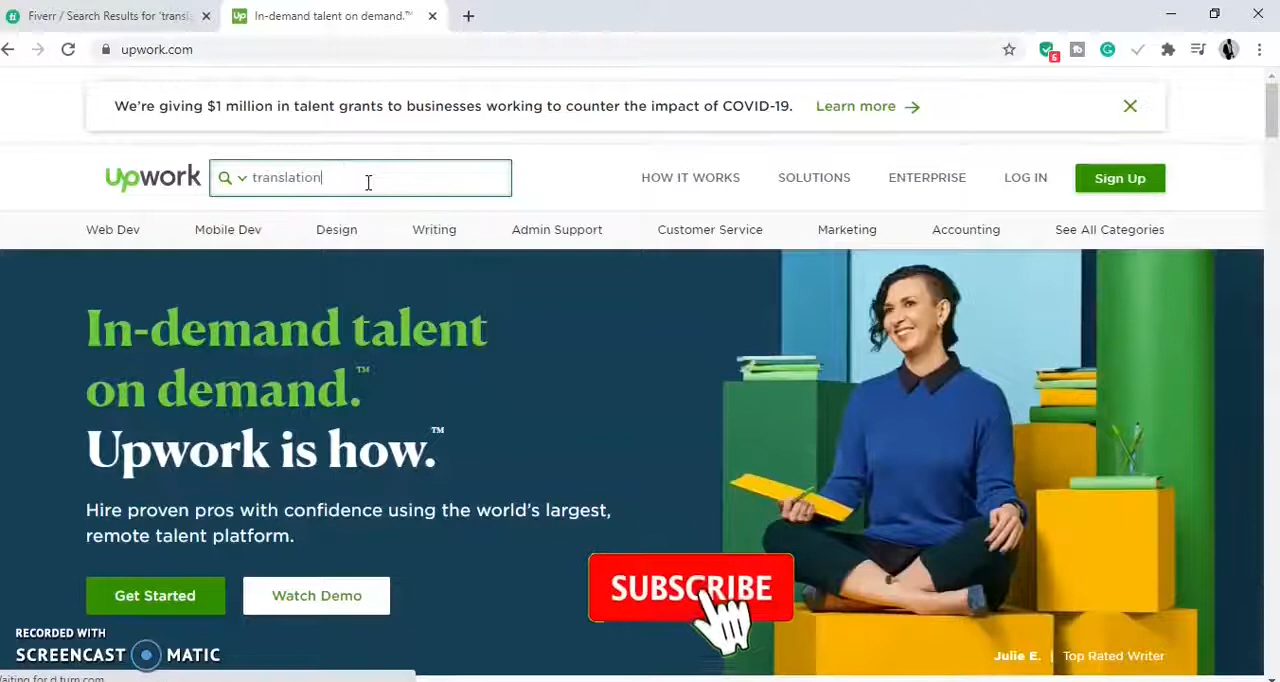 Fiverr / Search Results for 'transl
In-demand talent on demand.™
upwork.com
5
We're giving $1 million in talent grants to businesses working to counter the impact of COVID-19. Learn more →
upwork
translation
HOW IT WORKS
SOLUTIONS
ENTERPRISE
LOG IN
Sign Up
Web Dev
Mobile Dev
Design
Writing
Admin Support
Customer Service
Marketing
Accounting
See All Categories
In-demand talent
on demand.™
Upwork is how.™
Hire proven pros with confidence using the world's largest,
remote talent platform.
Get Started
Watch Demo
SUBSCRIBE
RECORDED WITH
SCREENCAST MATIC
Julie E. | Top Rated Writer